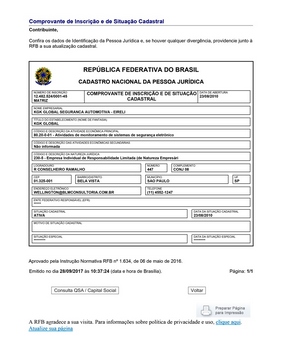 Comprovante de Inscrição e de Situação Cadastral
Contribuinte,
Confira os dados de Identificação da Pessoa Jurídica e, se houver qualquer divergência, providencie junto à
RFB a sua atualização cadastral.
REPÚBLICA FEDERATIVA DO BRASIL
CADASTRO NACIONAL DA PESSOA JURÍDICA
NÚMERO DE INSCRIÇÃO
12.482.924/0001-45
MATRIZ
COMPROVANTE DE INSCRIÇÃO E DE SITUAÇÃO
CADASTRAL
DATA DE ABERTURA
23/08/2010
NOME EMPRESARIAL
KGK GLOBAL SEGURANCA AUTOMOTIVA - EIRELI
TÍTULO DO ESTABELECIMENTO (NOME DE FANTASIA)
KGK GLOBAL
CÓDIGO E DESCRIÇÃO DA ATIVIDADE ECONÔMICA PRINCIPAL
80.20-0-01 - Atividades de monitoramento de sistemas de segurança eletrônico
CÓDIGO E DESCRIÇÃO DAS ATIVIDADES ECONÔMICAS SECUNDÁRIAS
Não informada
CÓDIGO E DESCRIÇÃO DA NATUREZA JURÍDICA
230-5 - Empresa Individual de Responsabilidade Limitada (de Natureza Empresári
LOGRADOURO
R CONSELHEIRO RAMALHO
NÚMERO
447
COMPLEMENTO
CONJ 08
CEP
01.325-001
BAIRRO/DISTRITO
BELA VISTA
MUNICÍPIO
SAO PAULO
UF
SP
ENDEREÇO ELETRÔNICO
WELLINGTON@BLMCONSULTORIA.COM.BR
TELEFONE
(11) 4502-1247
ENTE FEDERATIVO RESPONSÁVEL (EFR)
*****
SITUAÇÃO CADASTRAL
ATIVA
DATA DA SITUAÇÃO CADASTRAL
23/08/2010
MOTIVO DE SITUAÇÃO CADASTRAL
SITUAÇÃO ESPECIAL
********
DATA DA SITUAÇÃO ESPECIAL
********
Aprovado pela Instrução Normativa RFB nº 1.634, de 06 de maio de 2016.
Emitido no dia 28/09/2017 às 10:37:24 (data e hora de Brasília).
Página: 1/1
Consulta QSA / Capital Social
Voltar
Preparar Página
para Impressão
A RFB agradece a sua visita. Para informações sobre política de privacidade e uso, clique aqui.
Atualize sua página